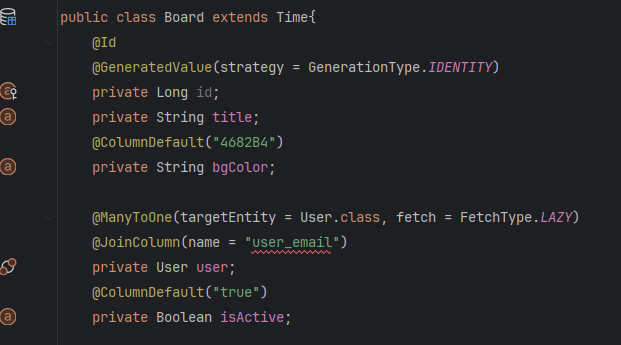 public class Board extends Time{
@Id
@GeneratedValue(strategy = GenerationType.IDENTITY)
private Long id;
private String title;
@ColumnDefault("4682B4")
private String bgColor;
@ManyToOne(targetEntity = User.class, fetch = FetchType.LAZY)
@JoinColumn(name = "user_email")
private User user;
@ColumnDefault("true")
private Boolean isActive;